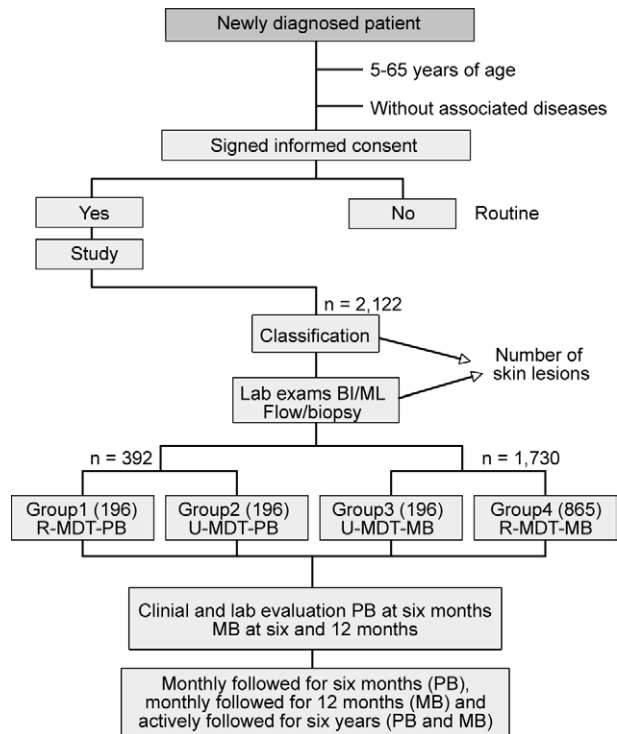 Newly diagnosed patient
5-65 years of age
Without associated diseases
Signed informed consent
Yes
No
Routine
Study
n = 2,122
Classification
Number of
skin lesions
Lab exams BI/ML
Flow/biopsy
n = 392
n = 1,730
Group1 (196)
R-MDT-PB
Group2 (196)
U-MDT-PB
Group3 (196)
U-MDT-MB
Group4 (865)
R-MDT-MB
Clinial and lab evaluation PB at six months
MB at six and 12 months
Monthly followed for six months (PB),
monthly followed for 12 months (MB) and
actively followed for six years (PB and MB)